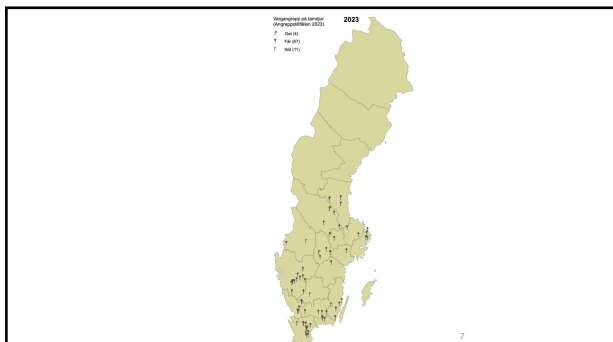 Vargangrepp på tamdjur
(Angreppstillfällen 2023)
2023
Get (4)
Får (67)
Nöt (11)
7